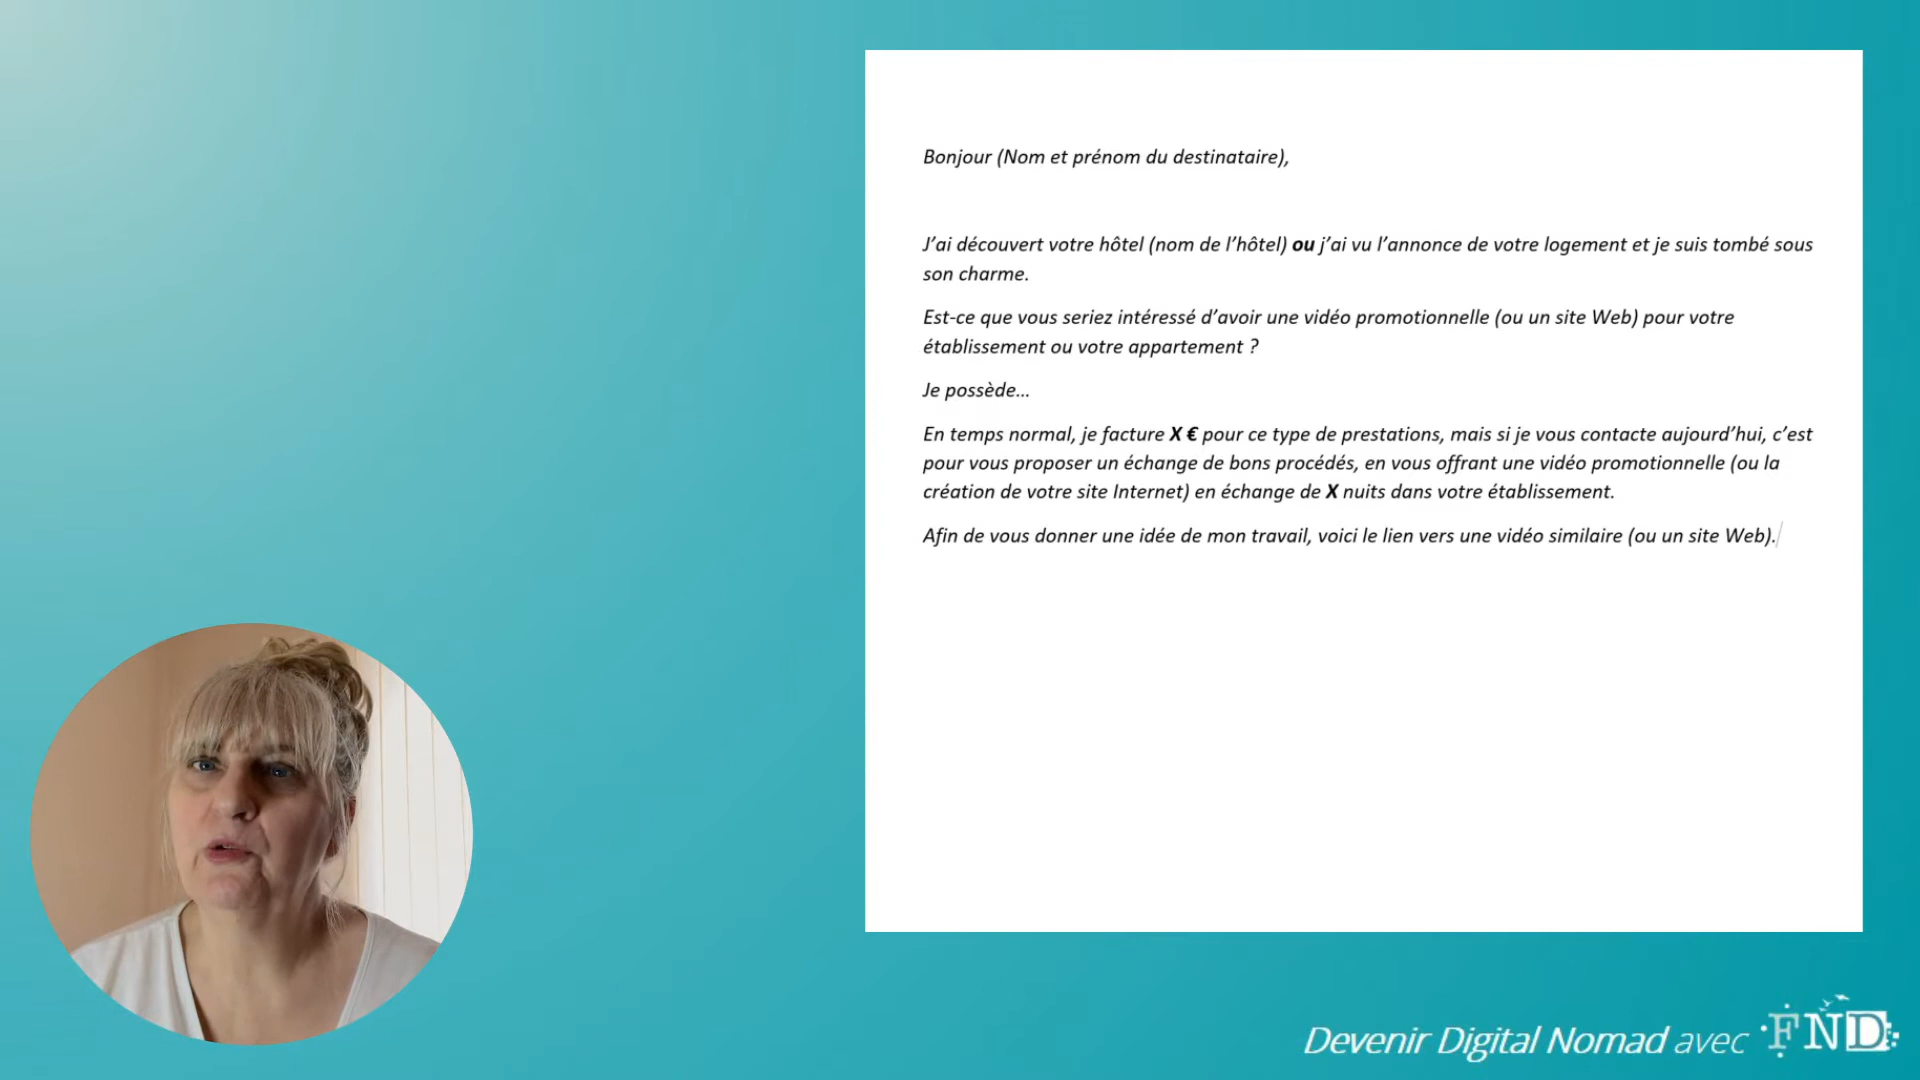 Bonjour (Nom et prénom du destinataire),
J’ai découvert votre hôtel (nom de l’hôtel) ou j’ai vu l’annonce de votre logement et je suis tombé sous
son charme.
Est-ce que vous seriez intéressé d’avoir une vidéo promotionnelle (ou un site Web) pour votre
établissement ou votre appartement ?
Je possède...
En temps normal, je facture X € pour ce type de prestations, mais si je vous contacte aujourd’hui, c’est
pour vous proposer un échange de bons procédés, en vous offrant une vidéo promotionnelle (ou la
création de votre site Internet) en échange de X nuits dans votre établissement.
Afin de vous donner une idée de mon travail, voici le lien vers une vidéo similaire (ou un site Web).
Devenir Digital Nomad avec FND